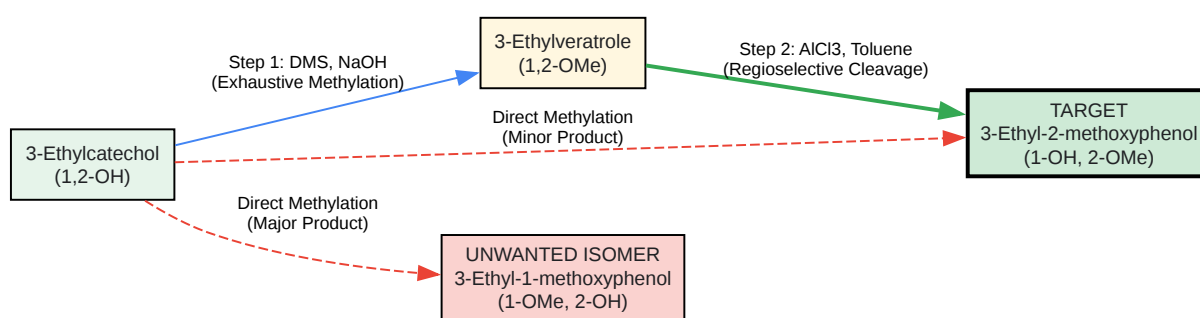 3-Ethylcatechol
(1,2-OH)
Step 1: DMS, NaOH
(Exhaustive Methylation)
3-Ethylveratrole
(1,2-OMe)
Step 2: AlCl3, Toluene
(Regioselective Cleavage)
Direct Methylation
(Minor Product)
TARGET
3-Ethyl-2-methoxyphenol
(1-OH, 2-OMe)
Direct Methylation
(Major Product)
UNWANTED ISOMER
3-Ethyl-1-methoxyphenol
(1-OMe, 2-OH)